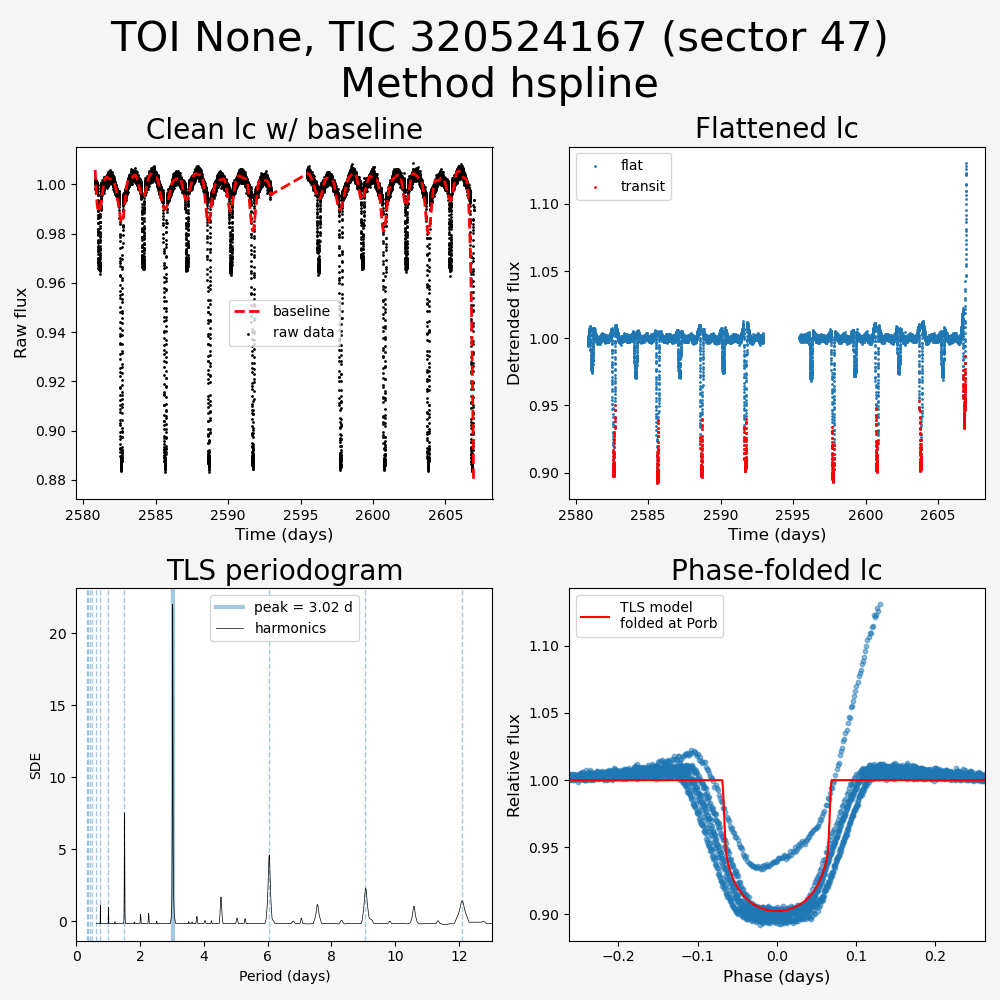 TOI None, TIC 320524167 (sector 47)
Method hspline
Clean lc w/ baseline
Raw flux
1.00
0.98
0.96
0.94
0.92
0.90
0.88
baseline
raw data
2580 2585 2590 2595 2600 2605
Time (days)
Flattened lc
Detrended flux
1.10
1.05
1.00
0.95
0.90
flat
transit
2580 2585 2590 2595 2600 2605
Time (days)
TLS periodogram
SDE
20
15
10
5
0
peak = 3.02 d
harmonics
0 2 4 6 8 10 12
Period (days)
Phase-folded lc
Relative flux
1.10
1.05
1.00
0.95
0.90
TLS model
folded at Porb
−0.2 −0.1 0.0 0.1 0.2
Phase (days)